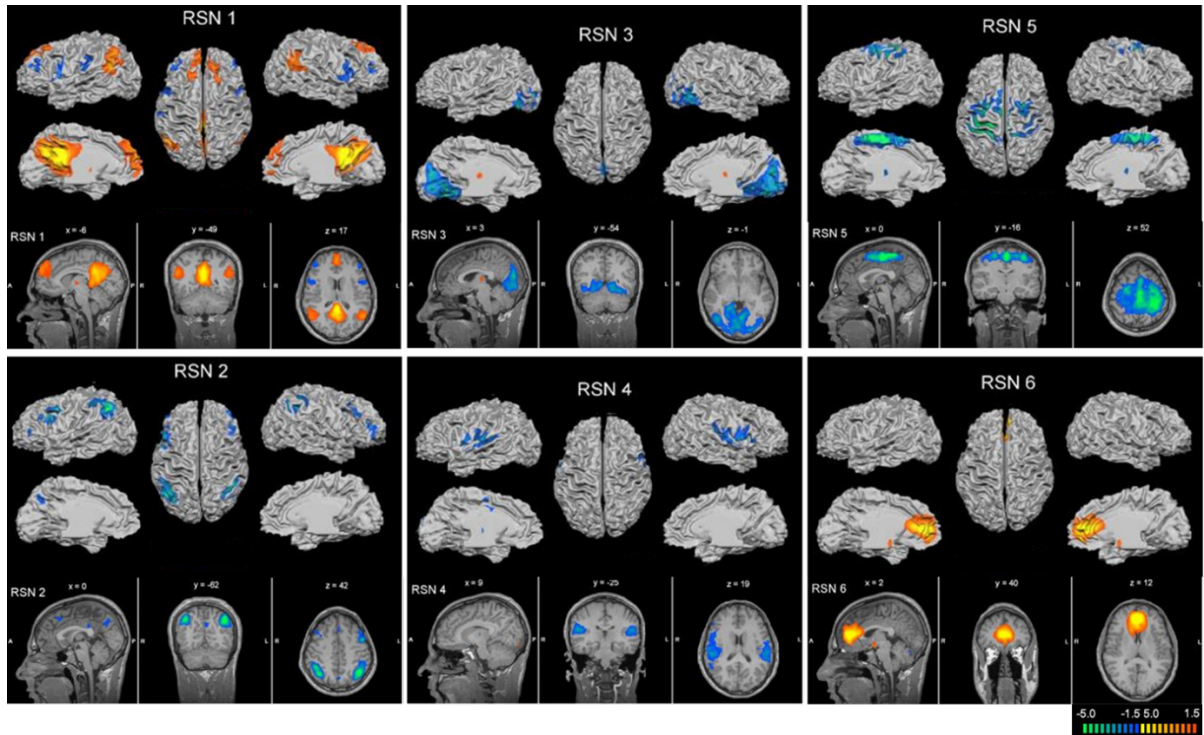 RSN 1
RSN 3
RSN 5
RSN 1
x = -6
y = -49
z = 17
A
P R
L R
L
RSN 3
x = 3
y = -54
z = -1
A
P R
L R
L
RSN 5
x = 0
y = -16
z = 52
A
P R
L R
L
RSN 2
RSN 4
RSN 6
RSN 2
x = 0
y = -62
z = 42
A
P R
L R
L
RSN 4
x = 9
y = -25
z = 19
A
P R
L R
L
RSN 6
x = 2
y = 40
z = 12
A
P R
L R
L
-5.0 -1.5 5.0 1.5